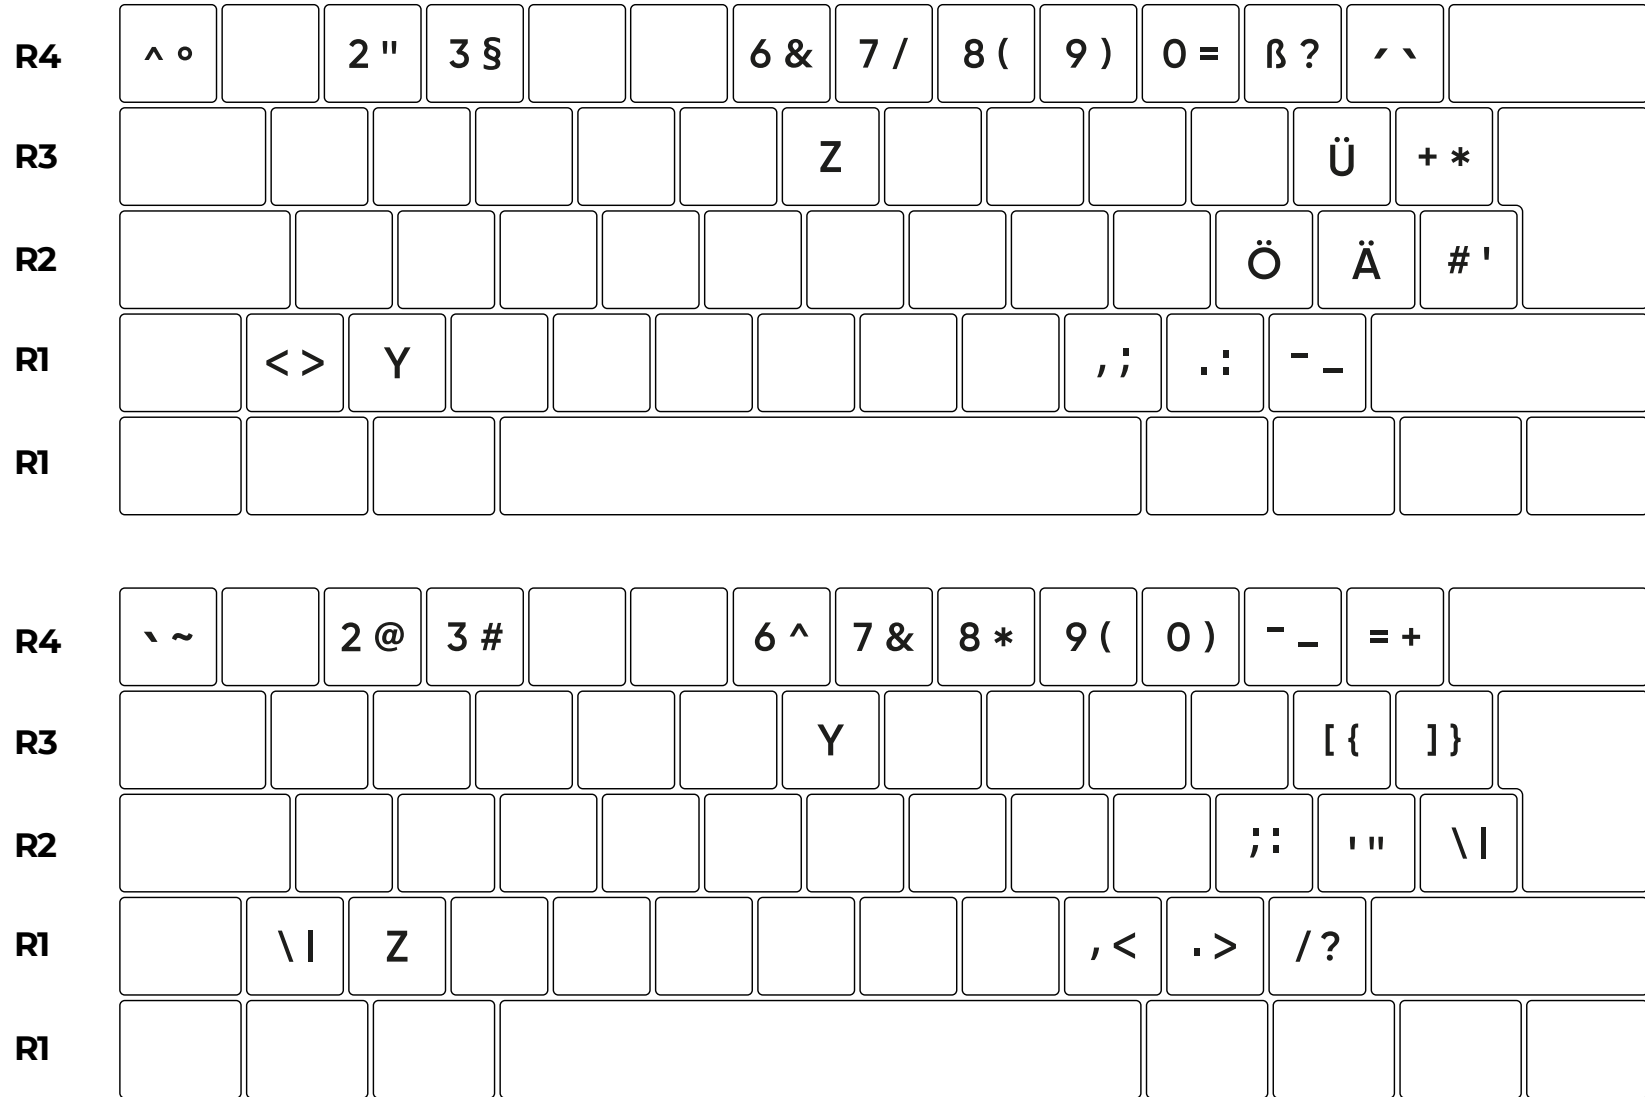 R4 ^ ° 2 " 3 § 6 & 7 / 8 ( 9 ) 0 = ß ? ´ `
R3 Z Ü + *
R2 Ö Ä # '
R1 < > Y , ; . : - _
R1
R4 ` ~ 2 @ 3 # 6 ^ 7 & 8 * 9 ( 0 ) - _ = +
R3 Y [ { ] }
R2 ; : ' " \ |
R1 \ | Z , < . > / ?
R1